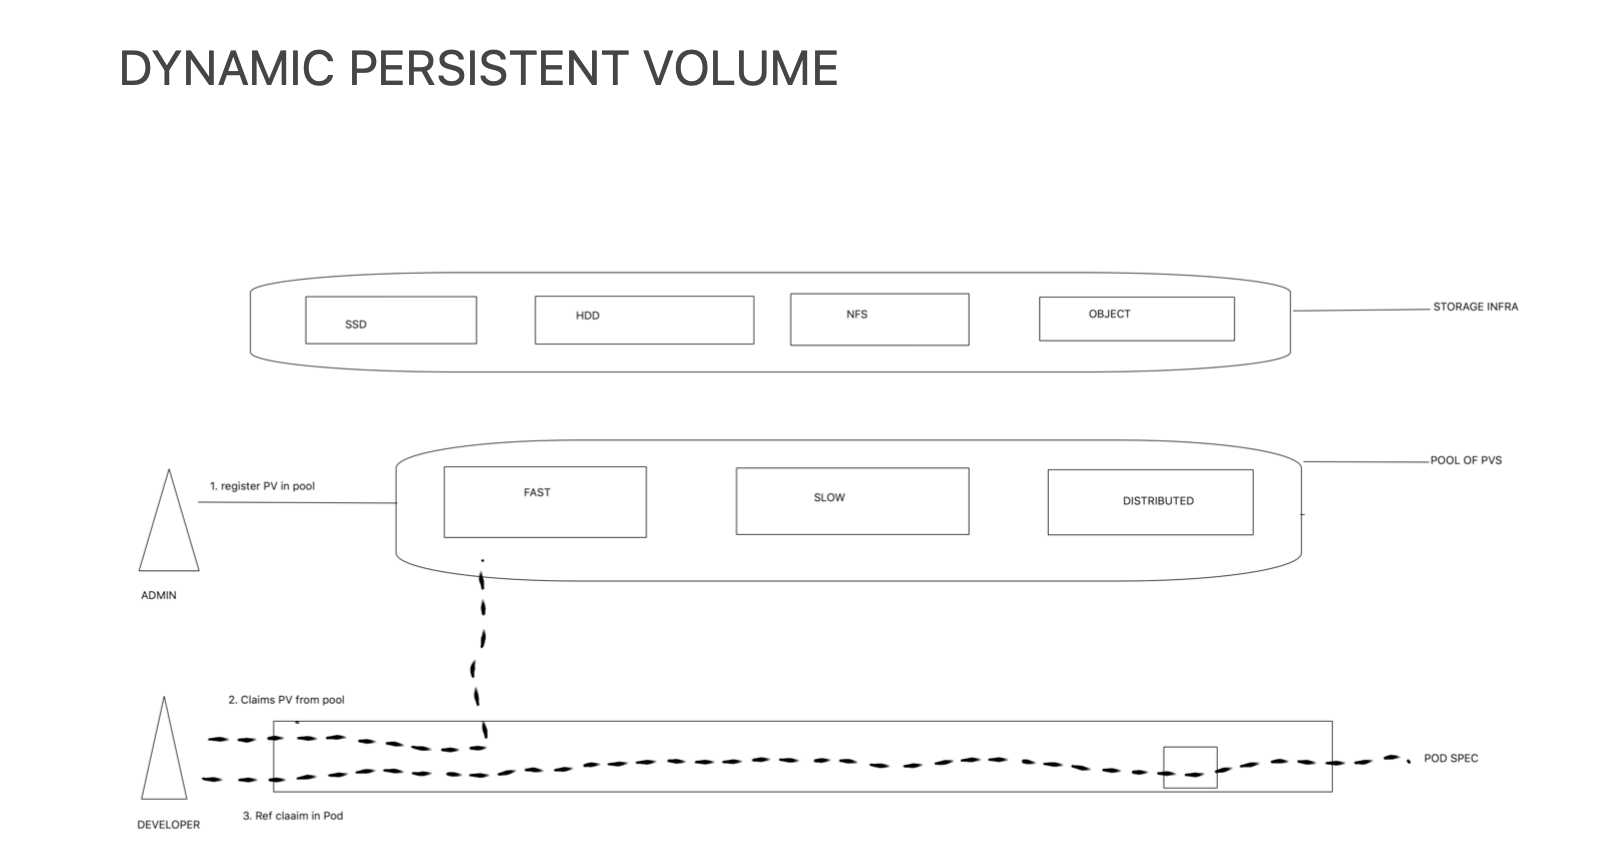 DYNAMIC PERSISTENT VOLUME
SSD
HDD
NFS
OBJECT
STORAGE INFRA
POOL OF PVS
1. register PV in pool
FAST
SLOW
DISTRIBUTED
ADMIN
2. Claims PV from pool
POD SPEC
3. Ref claaim in Pod
DEVELOPER